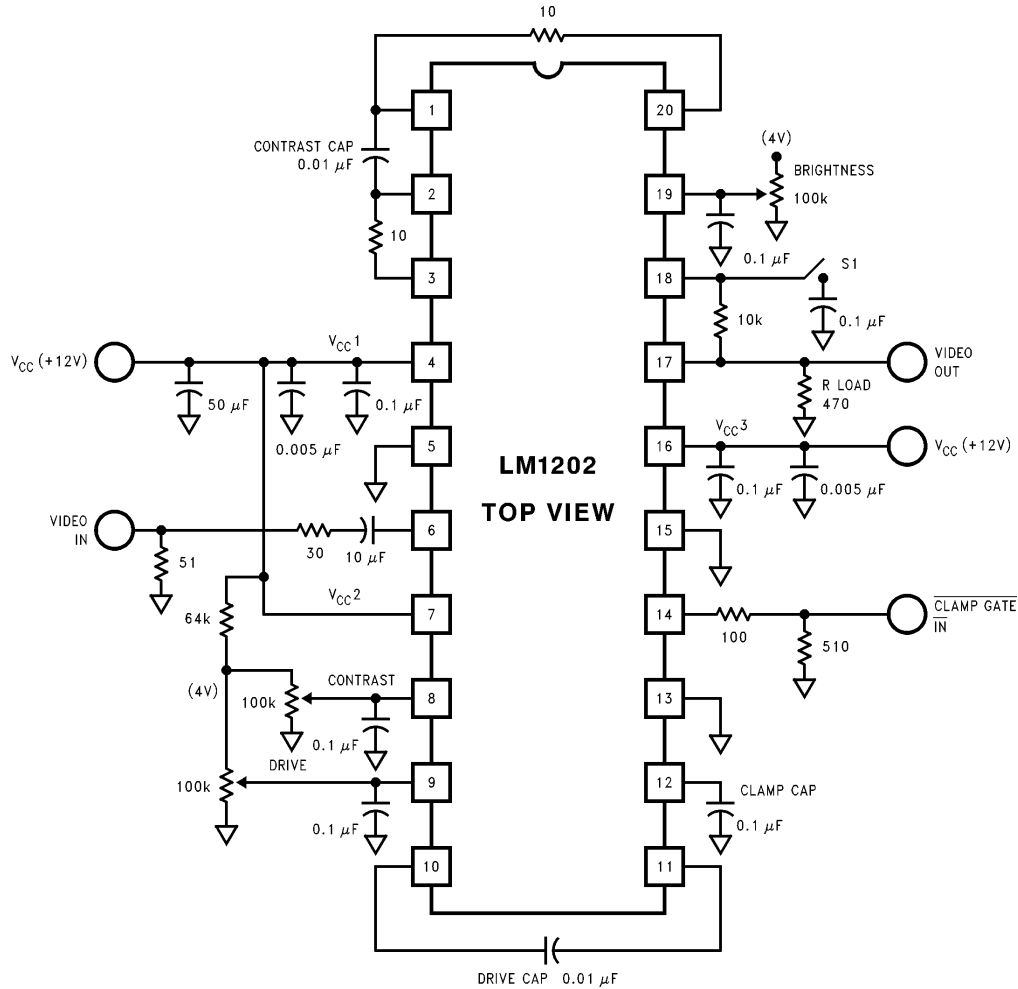 10
1
20
CONTRAST CAP
0.01 μF
(4V)
BRIGHTNESS
100k
2
19
10
0.1 μF
3
18
S1
10k
0.1 μF
VCC (+12V)
VCC1
4
17
VIDEO
OUT
50 μF
0.1 μF
0.005 μF
R LOAD
470
5
LM1202
TOP VIEW
16
VCC3
VCC (+12V)
0.1 μF
0.005 μF
VIDEO
IN
51
30
10 μF
6
15
64k
VCC2
7
14
100
510
CLAMP GATE
IN
(4V)
100k
CONTRAST
8
13
0.1 μF
DRIVE
100k
9
12
CLAMP CAP
0.1 μF
0.1 μF
10
11
DRIVE CAP 0.01 μF